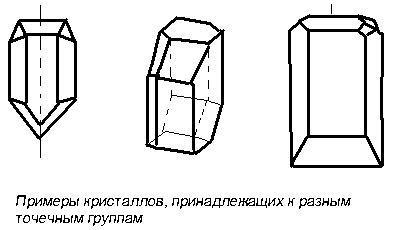 Примеры кристаллов, принадлежащих к разным
точечным группам